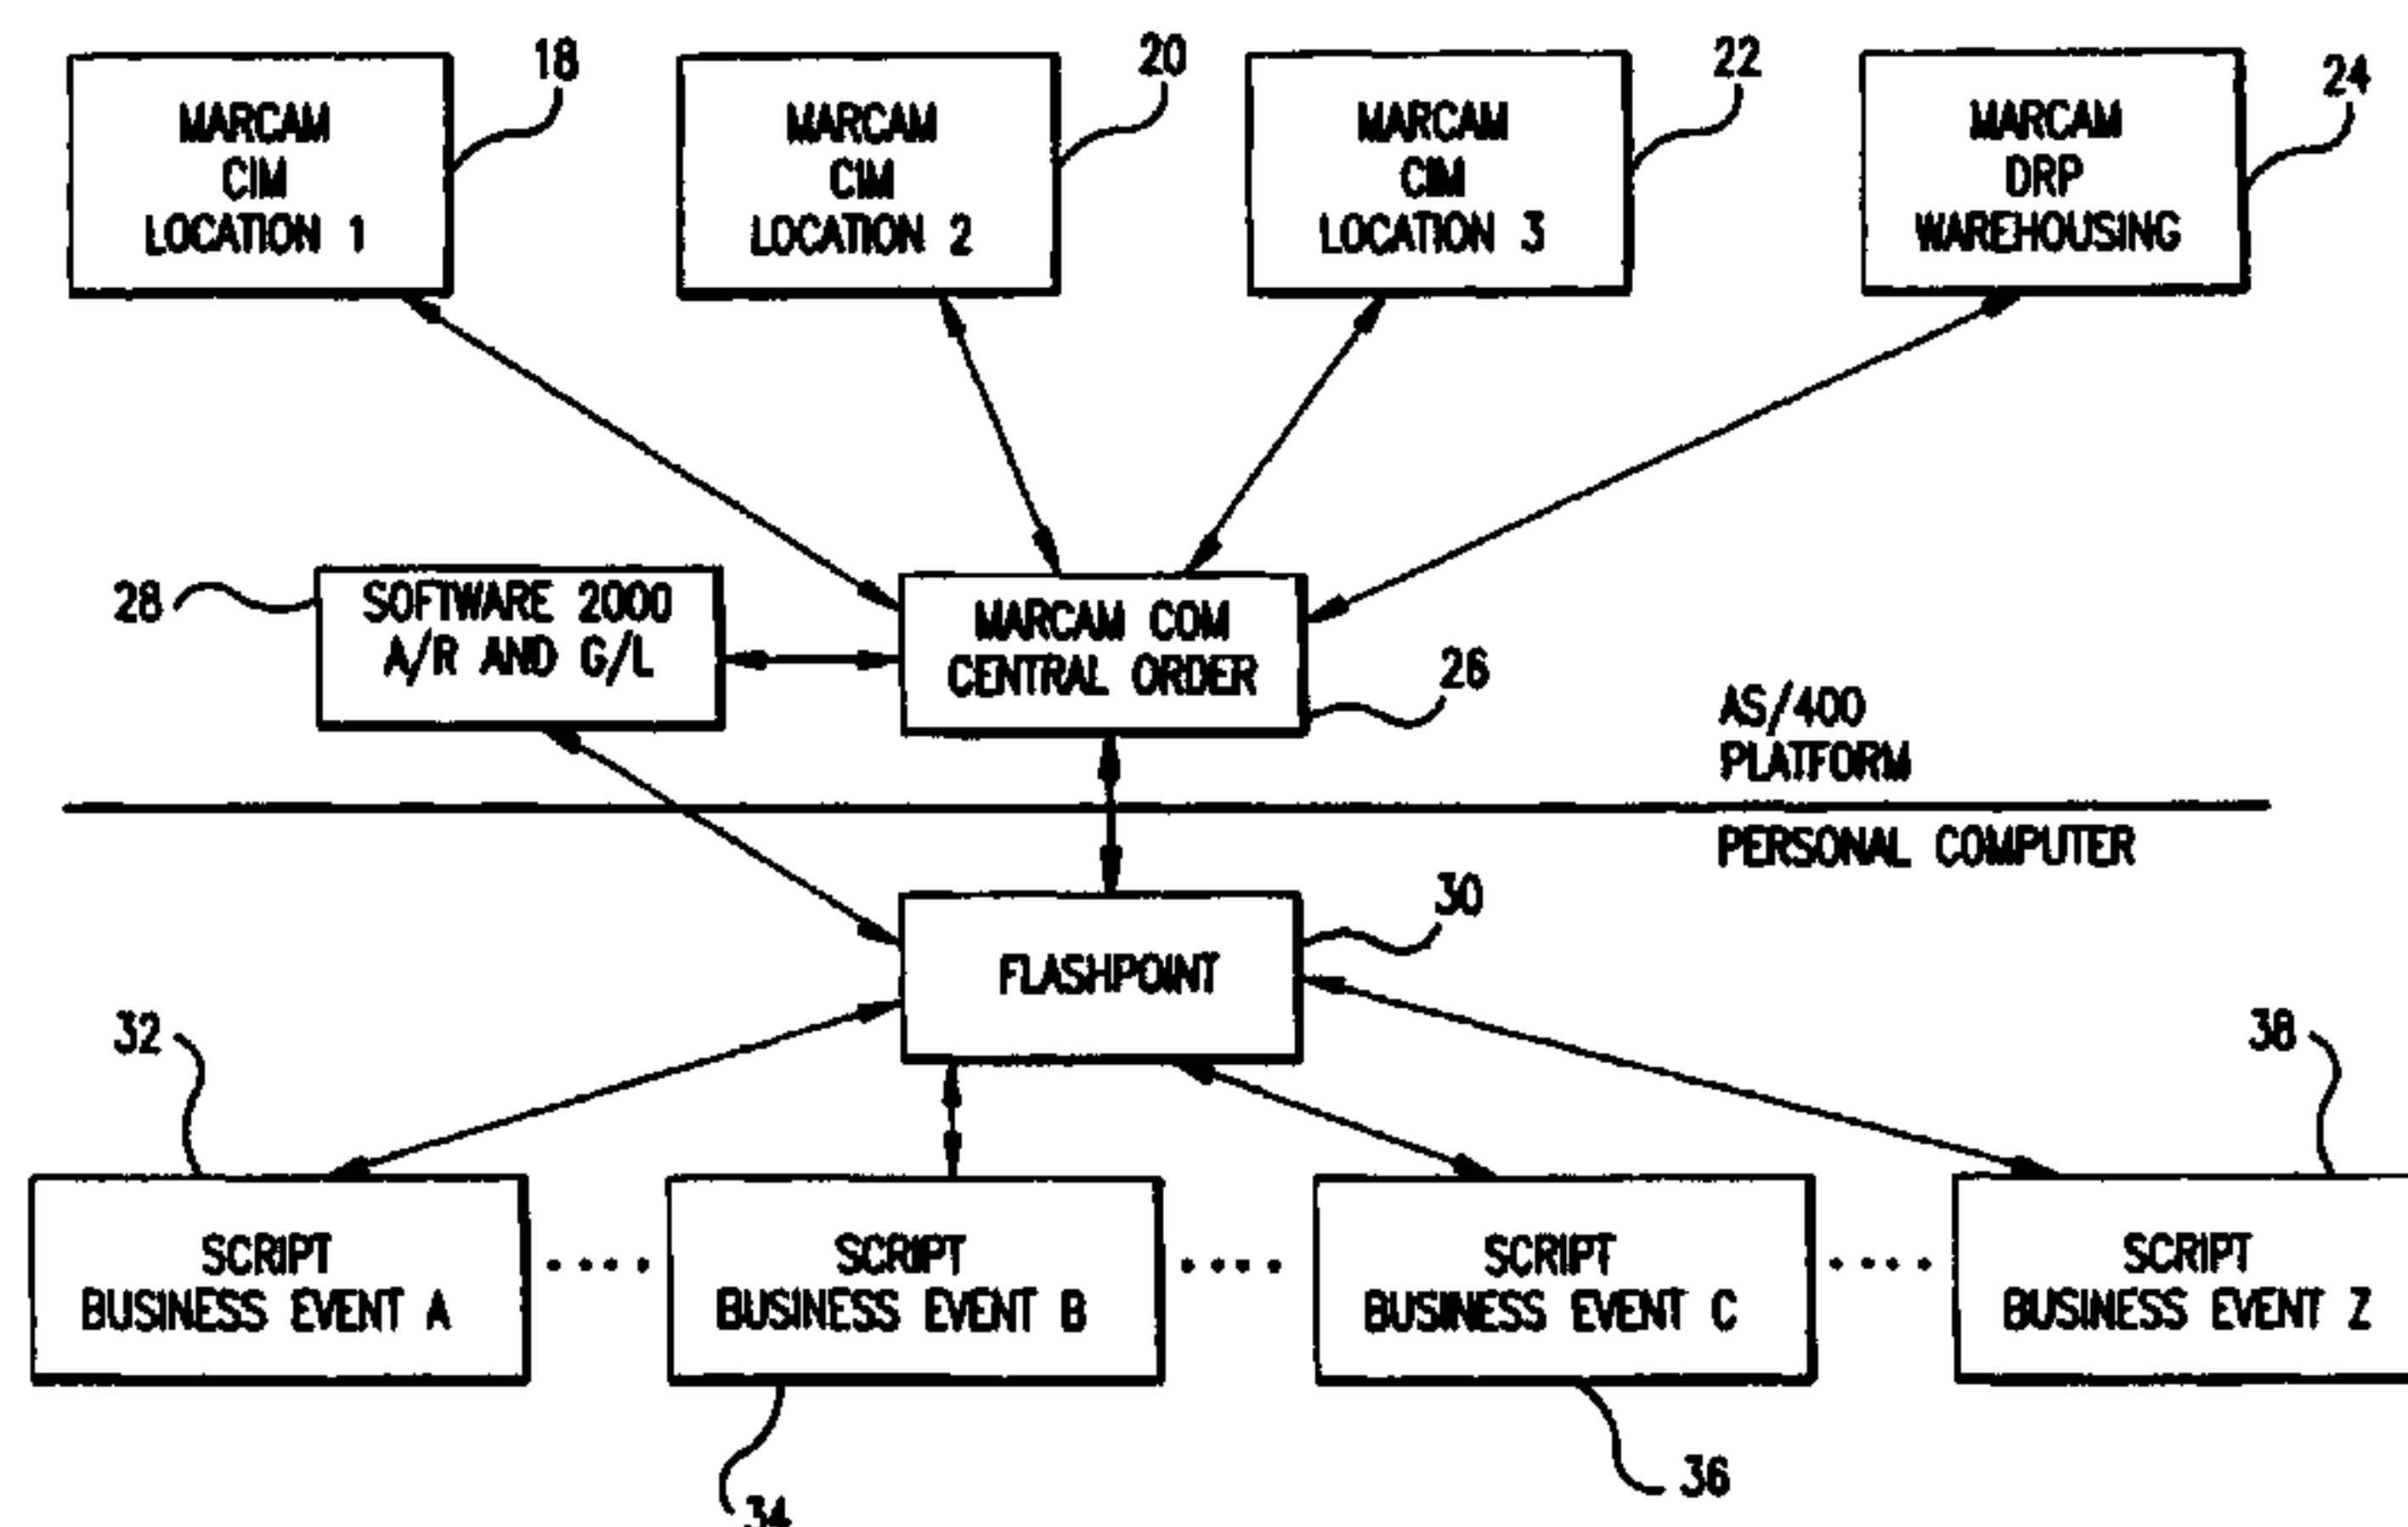 18
MARCAM
CIM
LOCATION 1
20
MARCAM
CIM
LOCATION 2
22
MARCAM
CIM
LOCATION 3
24
MARCAM
DRP
WAREHOUSING
28
SOFTWARE 2000
A/R AND G/L
MARCAM COM
CENTRAL ORDER
26
AS/400
PLATFORM
PERSONAL COMPUTER
30
FLASHPOINT
32
38
SCRIPT
BUSINESS EVENT A
....
SCRIPT
BUSINESS EVENT B
....
SCRIPT
BUSINESS EVENT C
....
SCRIPT
BUSINESS EVENT Z
34
36